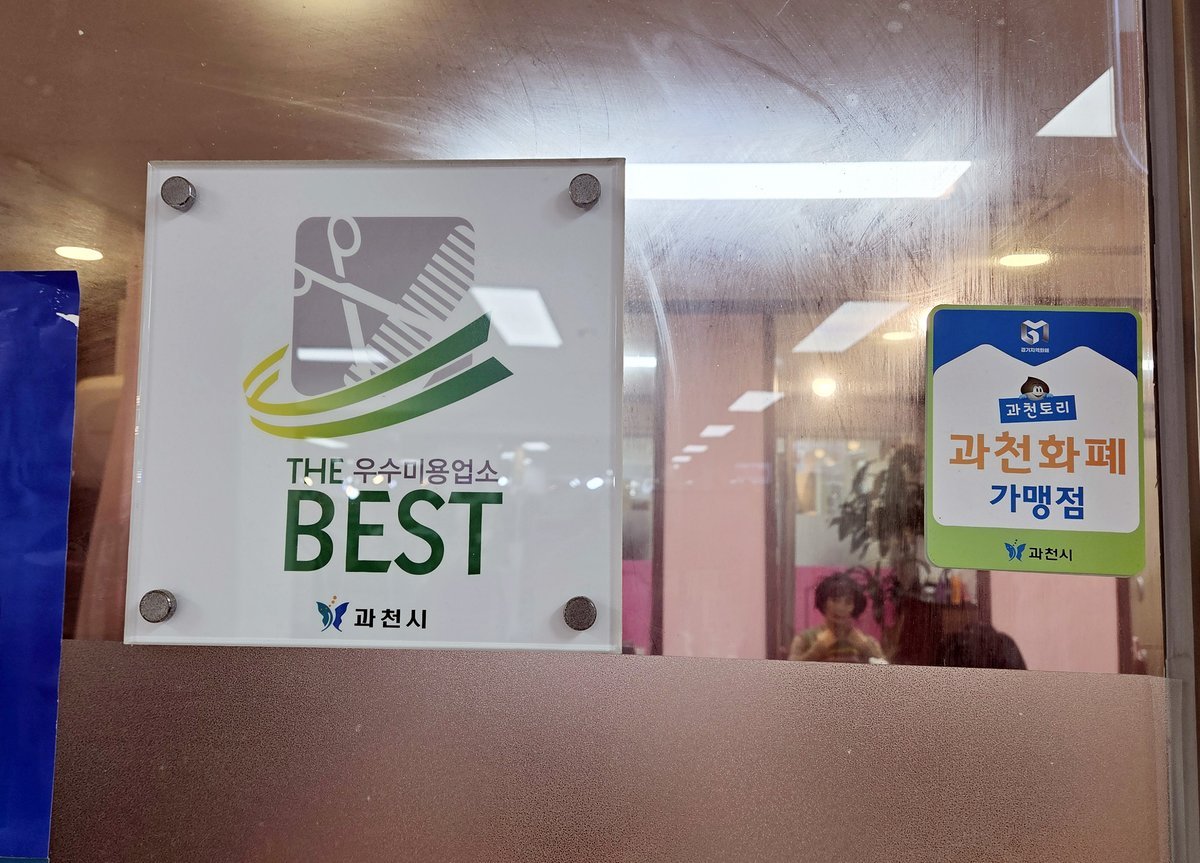 THE 우수미용업소
BEST
과천시
경기지역화폐
과천토리
과천화폐
가맹점
과천시